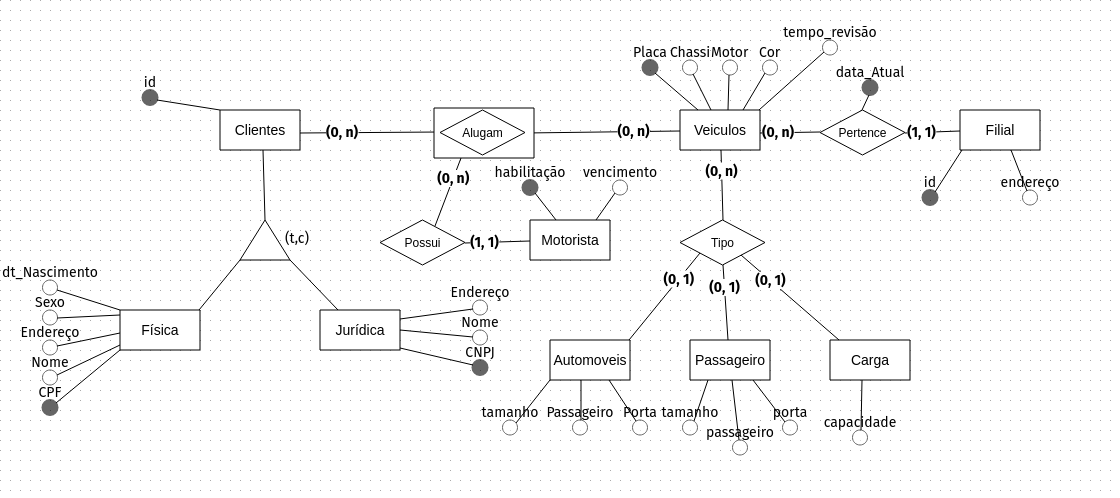 tempo_revisão
Placa
Chassi
Motor
Cor
data_Atual
id
Clientes
(0, n)
Alugam
(0, n)
Veiculos
(0, n)
Pertence
(1, 1)
Filial
(0, n)
habilitação
vencimento
(0, n)
id
endereço
Possui
(1, 1)
Motorista
Tipo
(t,c)
dt_Nascimento
Sexo
Endereço
Nome
CPF
Física
Jurídica
Endereço
Nome
CNPJ
(0, 1)
(0, 1)
(0, 1)
Automoveis
Passageiro
Carga
tamanho
Passageiro
Porta
tamanho
passageiro
porta
capacidade